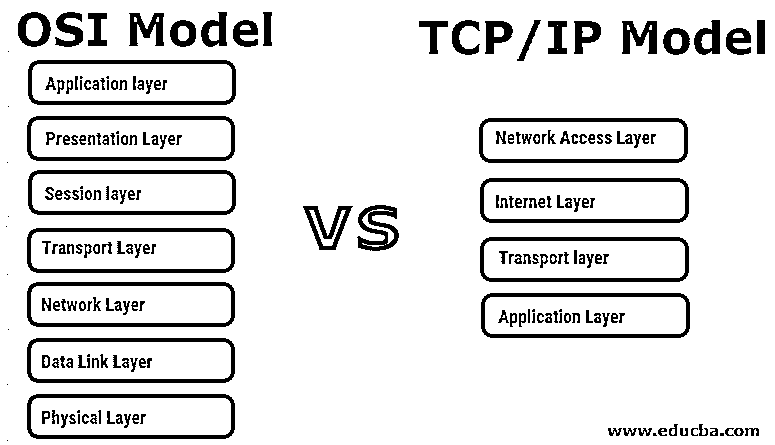 OSI Model
TCP/IP Model
Application layer
Presentation Layer
Session layer
Transport Layer
Network Layer
Data Link Layer
Physical Layer
VS
Network Access Layer
Internet Layer
Transport layer
Application Layer
www.educba.com